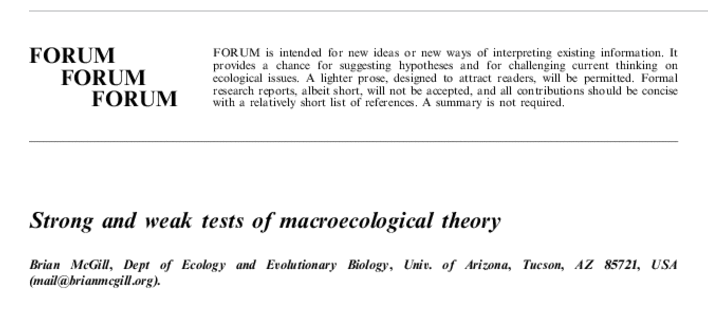 FORUM
FORUM
FORUM
FORUM is intended for new ideas or new ways of interpreting existing information. It
provides a chance for suggesting hypotheses and for challenging current thinking on
ecological issues. A lighter prose, designed to attract readers, will be permitted. Formal
research reports, albeit short, will not be accepted, and all contributions should be concise
with a relatively short list of references. A summary is not required.
Strong and weak tests of macroecological theory
Brian McGill, Dept of Ecology and Evolutionary Biology, Univ. of Arizona, Tucson, AZ 85721, USA
(mail@brianmcgill.org).